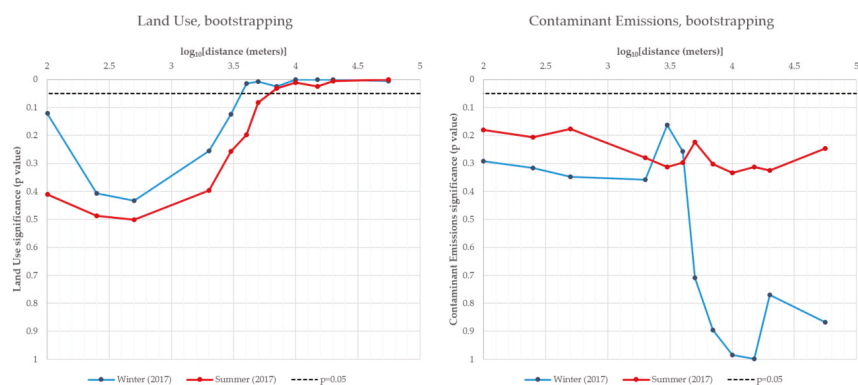 Land Use, bootstrapping
log10[distance (meters)]
2 2.5 3 3.5 4 4.5 5
0
0.1
0.2
0.3
0.4
0.5
0.6
0.7
0.8
0.9
1
Land Use significance (p value)
Winter (2017) Summer (2017) p=0.05
Contaminant Emissions, bootstrapping
log10[distance (meters)]
2 2.5 3 3.5 4 4.5 5
0
0.1
0.2
0.3
0.4
0.5
0.6
0.7
0.8
0.9
1
Contaminant Emissions significance (p value)
Winter (2017) Summer (2017) p=0.05